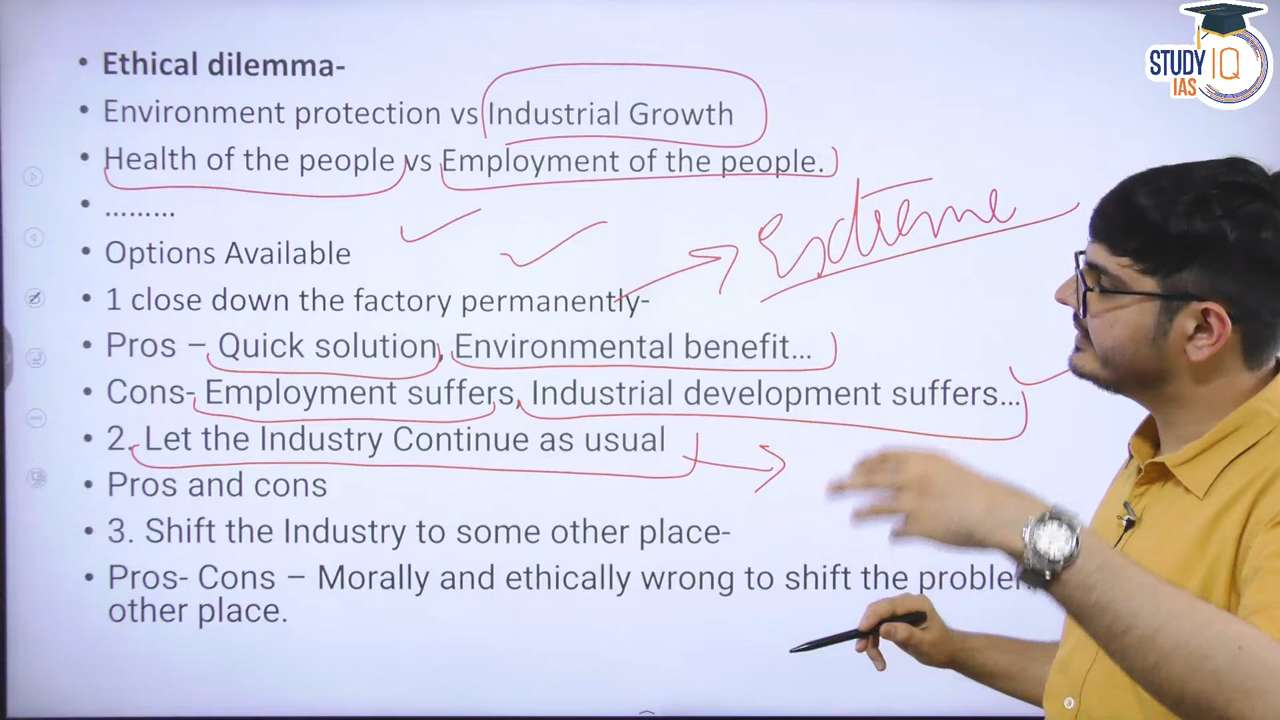 STUDY IQ
IAS
• Ethical dilemma-
• Environment protection vs Industrial Growth
• Health of the people vs Employment of the people.
• ………
• Options Available
• 1 close down the factory permanently-
Extreme
• Pros – Quick solution, Environmental benefit…
• Cons- Employment suffers, Industrial development suffers…
• 2. Let the Industry Continue as usual
• Pros and cons
• 3. Shift the Industry to some other place-
• Pros- Cons – Morally and ethically wrong to shift the
other place.